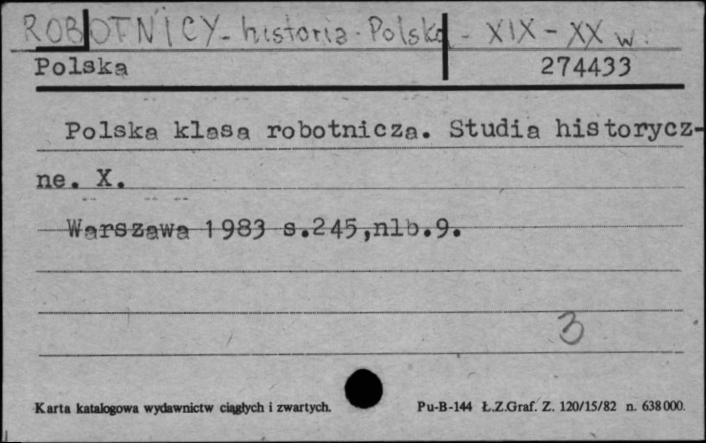 ROBOTNICY - historia - Polska - XIX - XX w.
Polska 274433
Polska klasa robotnicza. Studia historycz-
ne. X.
Warszawa 1983 s.245,nlb.9.
3
Karta katalogowa wydawnictw ciągłych i zwartych. Pu-B-144 Ł.Z.Graf. Z. 120/15/82 n. 638000.